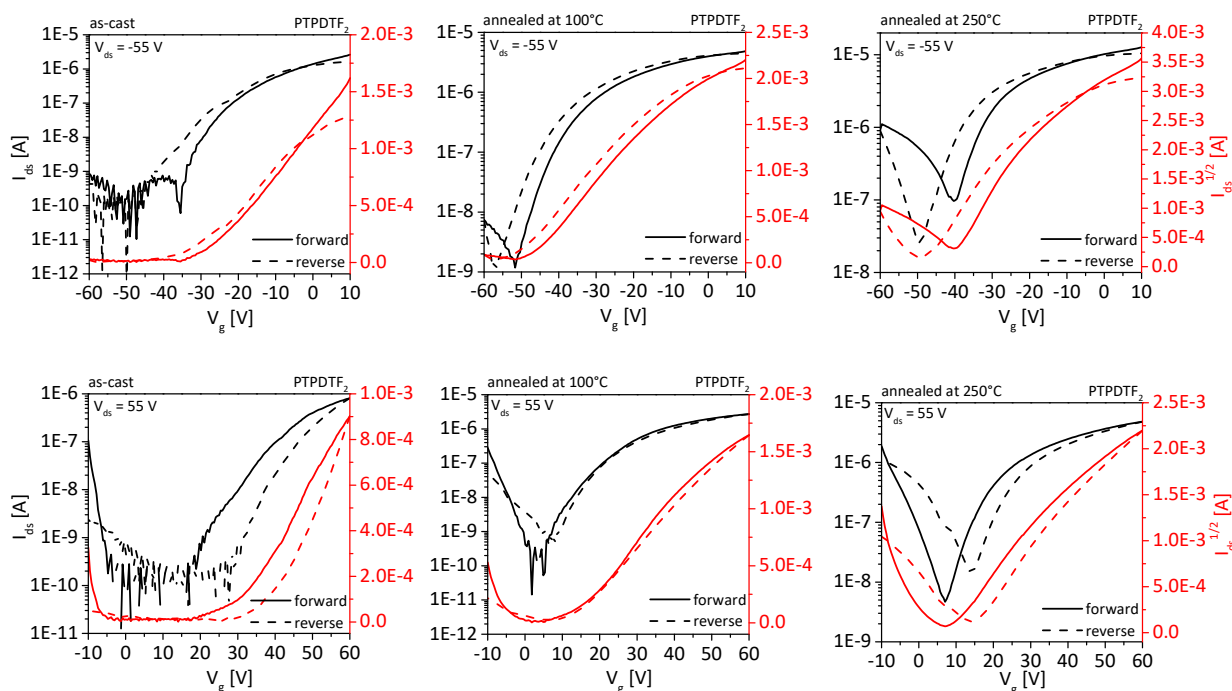 as-cast PTPDTF2
Vds = -55 V
1E-5
1E-6
1E-7
1E-8
1E-9
1E-10
1E-11
1E-12
2.0E-3
1.5E-3
1.0E-3
5.0E-4
0.0
Ids [A]
forward
reverse
-60 -50 -40 -30 -20 -10 0 10
Vg [V]
annealed at 100°C PTPDTF2
Vds = -55 V
1E-5
1E-6
1E-7
1E-8
1E-9
2.5E-3
2.0E-3
1.5E-3
1.0E-3
5.0E-4
0.0
forward
reverse
-60 -50 -40 -30 -20 -10 0 10
Vg [V]
annealed at 250°C PTPDTF2
Vds = -55 V
1E-5
1E-6
1E-7
1E-8
4.0E-3
3.5E-3
3.0E-3
2.5E-3
2.0E-3
1.5E-3
1.0E-3
5.0E-4
0.0
Ids1/2 [A]
forward
reverse
-60 -50 -40 -30 -20 -10 0 10
Vg [V]
as-cast PTPDTF2
Vds = 55 V
1E-6
1E-7
1E-8
1E-9
1E-10
1E-11
1.0E-3
8.0E-4
6.0E-4
4.0E-4
2.0E-4
0.0
Ids [A]
forward
reverse
-10 0 10 20 30 40 50 60
Vg [V]
annealed at 100°C PTPDTF2
Vds = 55 V
1E-5
1E-6
1E-7
1E-8
1E-9
1E-10
1E-11
1E-12
2.0E-3
1.5E-3
1.0E-3
5.0E-4
0.0
forward
reverse
-10 0 10 20 30 40 50 60
Vg [V]
annealed at 250°C PTPDTF2
Vds = 55 V
1E-5
1E-6
1E-7
1E-8
1E-9
2.5E-3
2.0E-3
1.5E-3
1.0E-3
5.0E-4
0.0
Ids1/2 [A]
forward
reverse
-10 0 10 20 30 40 50 60
Vg [V]